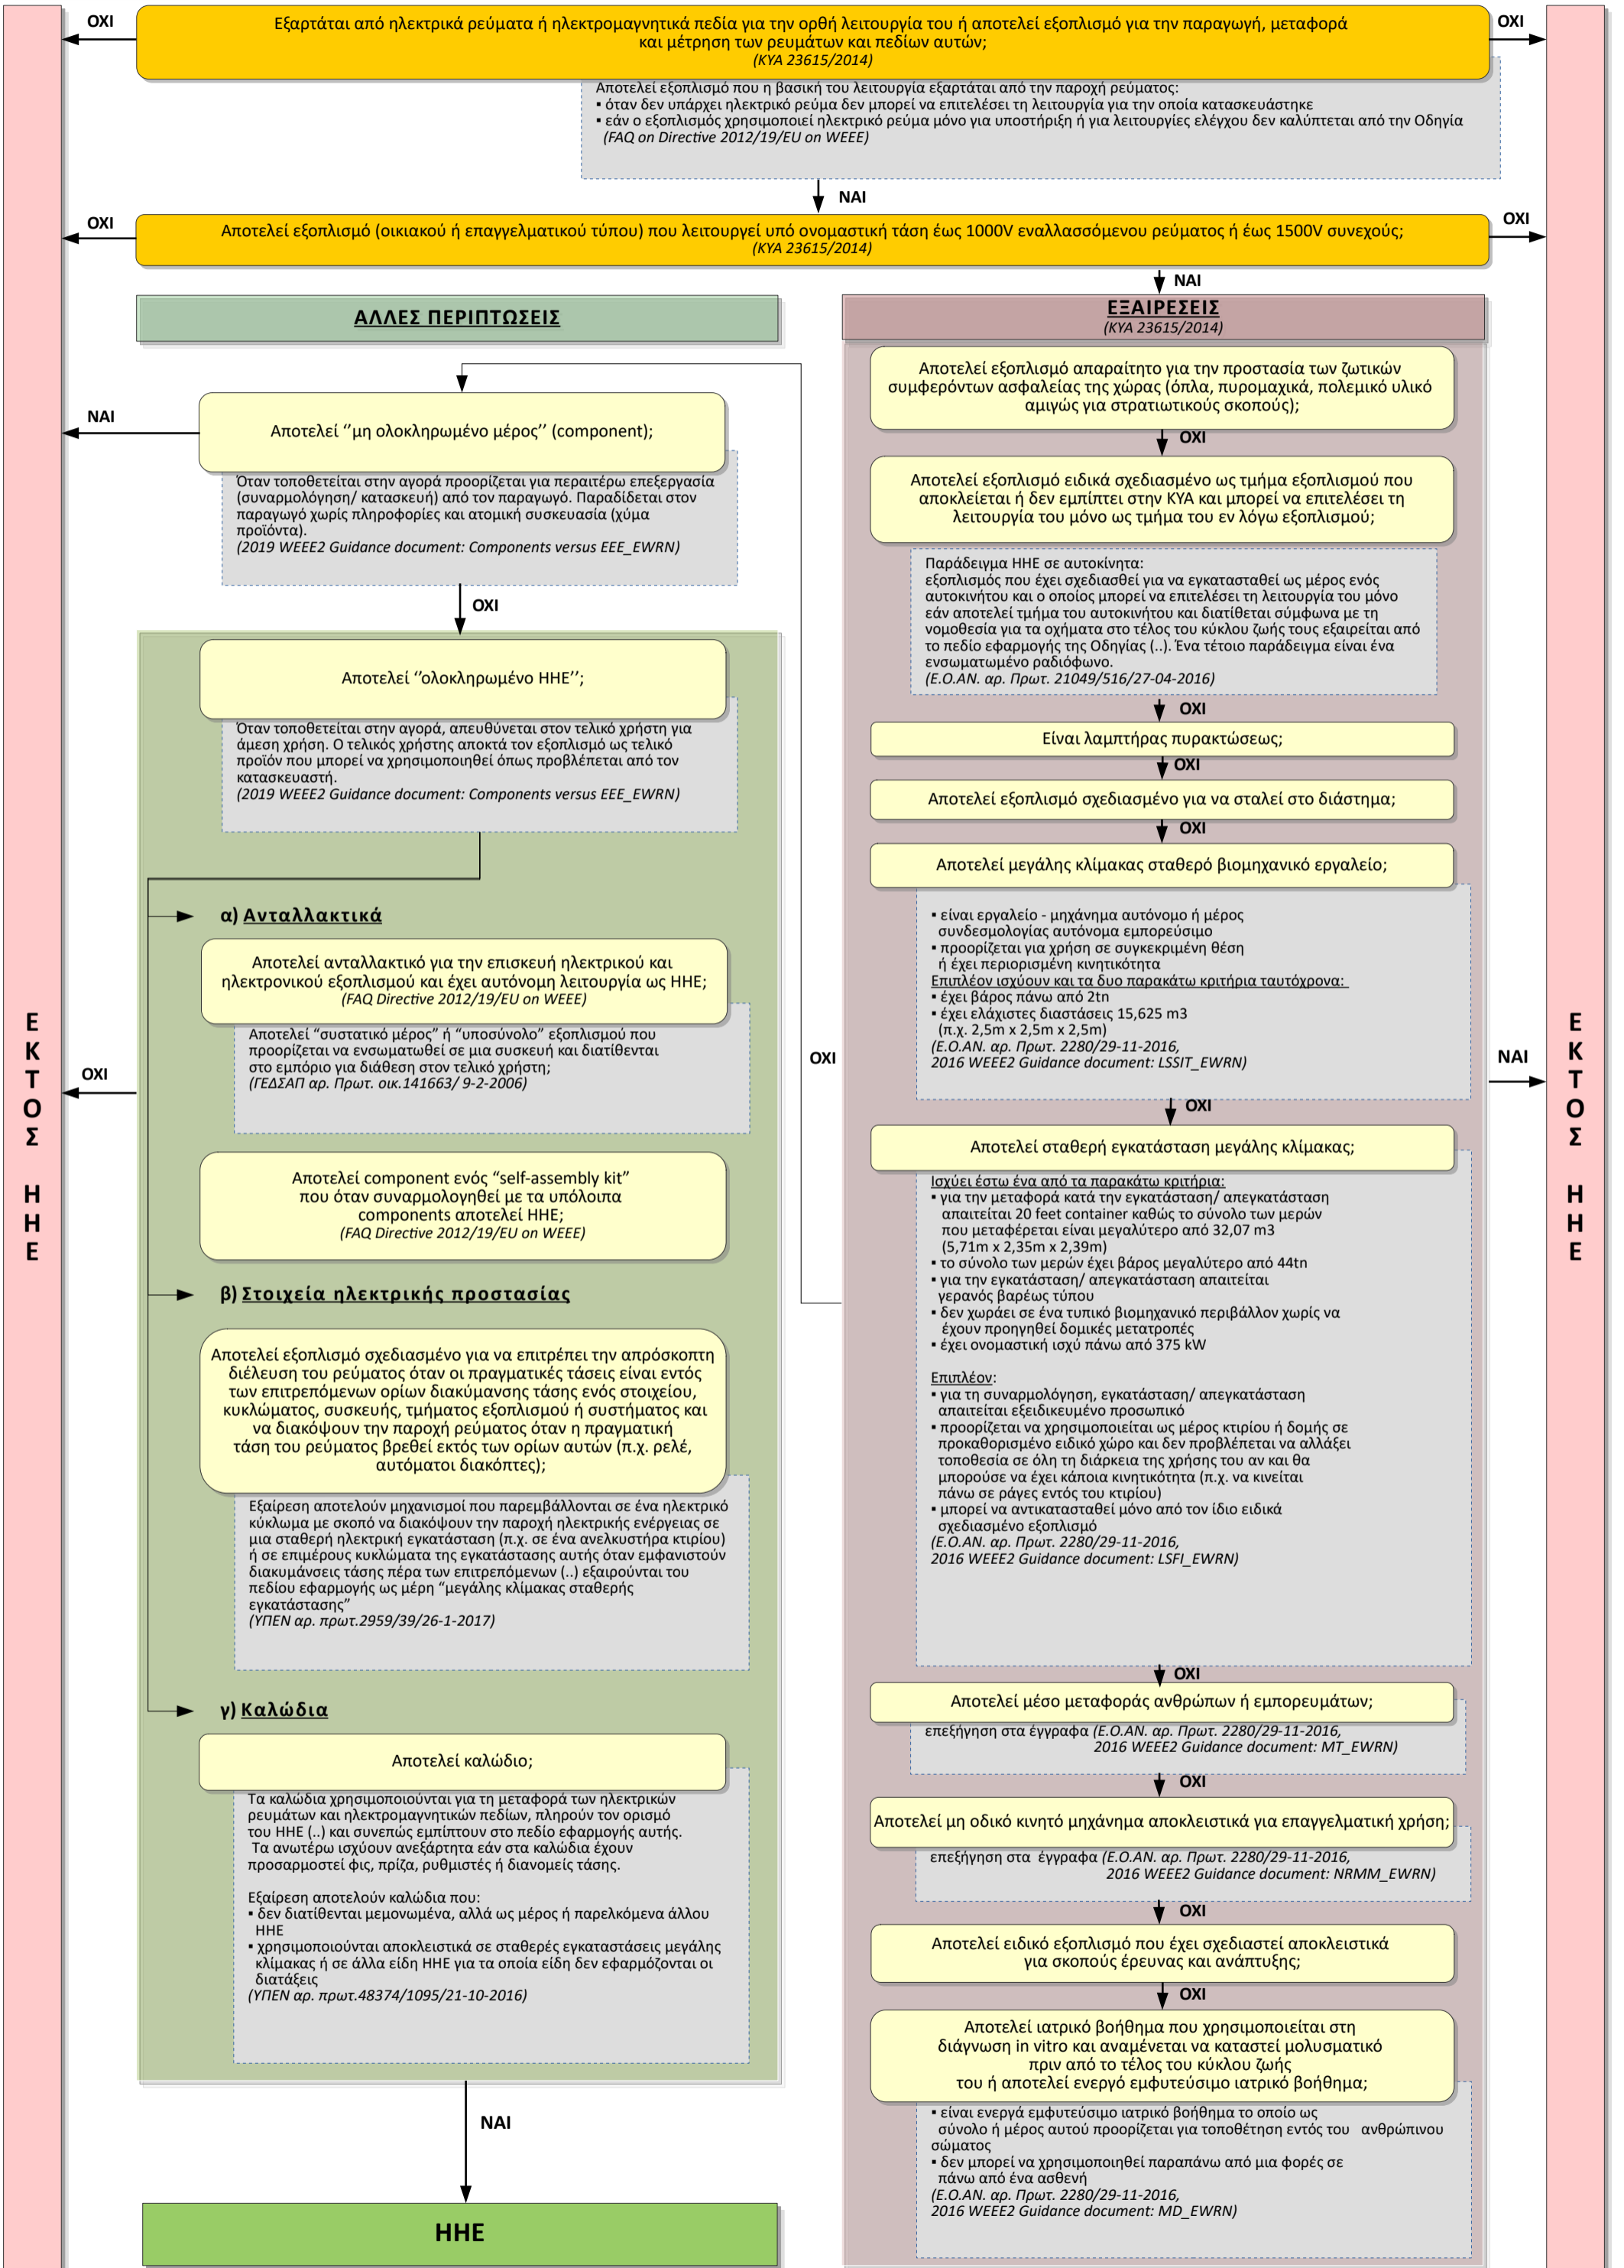 ΟΧΙ
Εξαρτάται από ηλεκτρικά ρεύματα ή ηλεκτρομαγνητικά πεδία για την ορθή λειτουργία του ή αποτελεί εξοπλισμό για την παραγωγή, μεταφορά
και μέτρηση των ρευμάτων και πεδίων αυτών;
(ΚΥΑ 23615/2014)
ΟΧΙ
Αποτελεί εξοπλισμό που η βασική του λειτουργία εξαρτάται από την παροχή ρεύματος:
▪ όταν δεν υπάρχει ηλεκτρικό ρεύμα δεν μπορεί να επιτελέσει τη λειτουργία για την οποία κατασκευάστηκε
▪ εάν ο εξοπλισμός χρησιμοποιεί ηλεκτρικό ρεύμα μόνο για υποστήριξη ή για λειτουργίες ελέγχου δεν καλύπτεται από την Οδηγία
(FAQ on Directive 2012/19/EU on WEEE)
ΝΑΙ
ΟΧΙ
Αποτελεί εξοπλισμό (οικιακού ή επαγγελματικού τύπου) που λειτουργεί υπό ονομαστική τάση έως 1000V εναλλασσόμενου ρεύματος ή έως 1500V συνεχούς;
(ΚΥΑ 23615/2014)
ΟΧΙ
ΝΑΙ
ΑΛΛΕΣ ΠΕΡΙΠΤΩΣΕΙΣ
ΝΑΙ
Αποτελεί ‘’μη ολοκληρωμένο μέρος’’ (component);
Όταν τοποθετείται στην αγορά προορίζεται για περαιτέρω επεξεργασία
(συναρμολόγηση/ κατασκευή) από τον παραγωγό. Παραδίδεται στον
παραγωγό χωρίς πληροφορίες και ατομική συσκευασία (χύμα
προϊόντα).
(2019 WEEE2 Guidance document: Components versus EEE_EWRN)
ΟΧΙ
Αποτελεί ‘’ολοκληρωμένο ΗΗΕ’’;
Όταν τοποθετείται στην αγορά, απευθύνεται στον τελικό χρήστη για
άμεση χρήση. Ο τελικός χρήστης αποκτά τον εξοπλισμό ως τελικό
προϊόν που μπορεί να χρησιμοποιηθεί όπως προβλέπεται από τον
κατασκευαστή.
(2019 WEEE2 Guidance document: Components versus EEE_EWRN)
α) Ανταλλακτικά
Αποτελεί ανταλλακτικό για την επισκευή ηλεκτρικού και
ηλεκτρονικού εξοπλισμού και έχει αυτόνομη λειτουργία ως ΗΗΕ;
(FAQ Directive 2012/19/EU on WEEE)
Αποτελεί “συστατικό μέρος” ή “υποσύνολο” εξοπλισμού που
προορίζεται να ενσωματωθεί σε μια συσκευή και διατίθενται
στο εμπόριο για διάθεση στον τελικό χρήστη;
(ΓΕΔΣΑΠ αρ. Πρωτ. οικ.141663/ 9-2-2006)
ΟΧΙ
Αποτελεί component ενός “self-assembly kit”
που όταν συναρμολογηθεί με τα υπόλοιπα
components αποτελεί ΗΗΕ;
(FAQ Directive 2012/19/EU on WEEE)
β) Στοιχεία ηλεκτρικής προστασίας
Αποτελεί εξοπλισμό σχεδιασμένο για να επιτρέπει την απρόσκοπτη
διέλευση του ρεύματος όταν οι πραγματικές τάσεις είναι εντός
των επιτρεπόμενων ορίων διακύμανσης τάσης ενός στοιχείου,
κυκλώματος, συσκευής, τμήματος εξοπλισμού ή συστήματος και
να διακόψουν την παροχή ρεύματος όταν η πραγματική
τάση του ρεύματος βρεθεί εκτός των ορίων αυτών (π.χ. ρελέ,
αυτόματοι διακόπτες);
Εξαίρεση αποτελούν μηχανισμοί που παρεμβάλλονται σε ένα ηλεκτρικό
κύκλωμα με σκοπό να διακόψουν την παροχή ηλεκτρικής ενέργειας σε
μια σταθερή ηλεκτρική εγκατάσταση (π.χ. σε ένα ανελκυστήρα κτιρίου)
ή σε επιμέρους κυκλώματα της εγκατάστασης αυτής όταν εμφανιστούν
διακυμάνσεις τάσης πέρα των επιτρεπόμενων (..) εξαιρούνται του
πεδίου εφαρμογής ως μέρη “μεγάλης κλίμακας σταθερής
εγκατάστασης”
(ΥΠΕΝ αρ. πρωτ.2959/39/26-1-2017)
γ) Καλώδια
Αποτελεί καλώδιο;
Τα καλώδια χρησιμοποιούνται για τη μεταφορά των ηλεκτρικών
ρευμάτων και ηλεκτρομαγνητικών πεδίων, πληρούν τον ορισμό
του ΗΗΕ (..) και συνεπώς εμπίπτουν στο πεδίο εφαρμογής αυτής.
Τα ανωτέρω ισχύουν ανεξάρτητα εάν στα καλώδια έχουν
προσαρμοστεί φις, πρίζα, ρυθμιστές ή διανομείς τάσης.
Εξαίρεση αποτελούν καλώδια που:
▪ δεν διατίθενται μεμονωμένα, αλλά ως μέρος ή παρελκόμενα άλλου
ΗΗΕ
▪ χρησιμοποιούνται αποκλειστικά σε σταθερές εγκαταστάσεις μεγάλης
κλίμακας ή σε άλλα είδη ΗΗΕ για τα οποία είδη δεν εφαρμόζονται οι
διατάξεις
(ΥΠΕΝ αρ. πρωτ.48374/1095/21-10-2016)
ΝΑΙ
ΗΗΕ
ΕΞΑΙΡΕΣΕΙΣ
(ΚΥΑ 23615/2014)
Αποτελεί εξοπλισμό απαραίτητο για την προστασία των ζωτικών
συμφερόντων ασφαλείας της χώρας (όπλα, πυρομαχικά, πολεμικό υλικό
αμιγώς για στρατιωτικούς σκοπούς);
ΟΧΙ
Αποτελεί εξοπλισμό ειδικά σχεδιασμένο ως τμήμα εξοπλισμού που
αποκλείεται ή δεν εμπίπτει στην ΚΥΑ και μπορεί να επιτελέσει τη
λειτουργία του μόνο ως τμήμα του εν λόγω εξοπλισμού;
Παράδειγμα ΗΗΕ σε αυτοκίνητα:
εξοπλισμός που έχει σχεδιασθεί για να εγκατασταθεί ως μέρος ενός
αυτοκινήτου και ο οποίος μπορεί να επιτελέσει τη λειτουργία του μόνο
εάν αποτελεί τμήμα του αυτοκινήτου και διατίθεται σύμφωνα με τη
νομοθεσία για τα οχήματα στο τέλος του κύκλου ζωής τους εξαιρείται από
το πεδίο εφαρμογής της Οδηγίας (..). Ένα τέτοιο παράδειγμα είναι ένα
ενσωματωμένο ραδιόφωνο.
(Ε.Ο.ΑΝ. αρ. Πρωτ. 21049/516/27-04-2016)
ΟΧΙ
Είναι λαμπτήρας πυρακτώσεως;
ΟΧΙ
Αποτελεί εξοπλισμό σχεδιασμένο για να σταλεί στο διάστημα;
ΟΧΙ
Αποτελεί μεγάλης κλίμακας σταθερό βιομηχανικό εργαλείο;
▪ είναι εργαλείο - μηχάνημα αυτόνομο ή μέρος
συνδεσμολογίας αυτόνομα εμπορεύσιμο
▪ προορίζεται για χρήση σε συγκεκριμένη θέση
ή έχει περιορισμένη κινητικότητα
Επιπλέον ισχύουν και τα δυο παρακάτω κριτήρια ταυτόχρονα:
▪ έχει βάρος πάνω από 2tn
▪ έχει ελάχιστες διαστάσεις 15,625 m3
(π.χ. 2,5m x 2,5m x 2,5m)
(Ε.Ο.ΑΝ. αρ. Πρωτ. 2280/29-11-2016,
2016 WEEE2 Guidance document: LSSIT_EWRN)
ΟΧΙ
ΟΧΙ
ΝΑΙ
Αποτελεί σταθερή εγκατάσταση μεγάλης κλίμακας;
Ισχύει έστω ένα από τα παρακάτω κριτήρια:
▪ για την μεταφορά κατά την εγκατάσταση/ απεγκατάσταση
απαιτείται 20 feet container καθώς το σύνολο των μερών
που μεταφέρεται είναι μεγαλύτερο από 32,07 m3
(5,71m x 2,35m x 2,39m)
▪ το σύνολο των μερών έχει βάρος μεγαλύτερο από 44tn
▪ για την εγκατάσταση/ απεγκατάσταση απαιτείται
γερανός βαρέως τύπου
▪ δεν χωράει σε ένα τυπικό βιομηχανικό περιβάλλον χωρίς να
έχουν προηγηθεί δομικές μετατροπές
▪ έχει ονομαστική ισχύ πάνω από 375 kW
Επιπλέον:
▪ για τη συναρμολόγηση, εγκατάσταση/ απεγκατάσταση
απαιτείται εξειδικευμένο προσωπικό
▪ προορίζεται να χρησιμοποιείται ως μέρος κτιρίου ή δομής σε
προκαθορισμένο ειδικό χώρο και δεν προβλέπεται να αλλάξει
τοποθεσία σε όλη τη διάρκεια της χρήσης του αν και θα
μπορούσε να έχει κάποια κινητικότητα (π.χ. να κινείται
πάνω σε ράγες εντός του κτιρίου)
▪ μπορεί να αντικατασταθεί μόνο από τον ίδιο ειδικά
σχεδιασμένο εξοπλισμό
(Ε.Ο.ΑΝ. αρ. Πρωτ. 2280/29-11-2016,
2016 WEEE2 Guidance document: LSFI_EWRN)
ΟΧΙ
Αποτελεί μέσο μεταφοράς ανθρώπων ή εμπορευμάτων;
επεξήγηση στα έγγραφα (Ε.Ο.ΑΝ. αρ. Πρωτ. 2280/29-11-2016,
2016 WEEE2 Guidance document: MT_EWRN)
ΟΧΙ
Αποτελεί μη οδικό κινητό μηχάνημα αποκλειστικά για επαγγελματική χρήση;
επεξήγηση στα έγγραφα (Ε.Ο.ΑΝ. αρ. Πρωτ. 2280/29-11-2016,
2016 WEEE2 Guidance document: NRMM_EWRN)
ΟΧΙ
Αποτελεί ειδικό εξοπλισμό που έχει σχεδιαστεί αποκλειστικά
για σκοπούς έρευνας και ανάπτυξης;
ΟΧΙ
Αποτελεί ιατρικό βοήθημα που χρησιμοποιείται στη
διάγνωση in vitro και αναμένεται να καταστεί μολυσματικό
πριν από το τέλος του κύκλου ζωής
του ή αποτελεί ενεργό εμφυτεύσιμο ιατρικό βοήθημα;
▪ είναι ενεργά εμφυτεύσιμο ιατρικό βοήθημα το οποίο ως
σύνολο ή μέρος αυτού προορίζεται για τοποθέτηση εντός του ανθρώπινου
σώματος
▪ δεν μπορεί να χρησιμοποιηθεί παραπάνω από μια φορές σε
πάνω από ένα ασθενή
(Ε.Ο.ΑΝ. αρ. Πρωτ. 2280/29-11-2016,
2016 WEEE2 Guidance document: MD_EWRN)
ΕΚΤΟΣ ΗΗΕ
ΕΚΤΟΣ ΗΗΕ